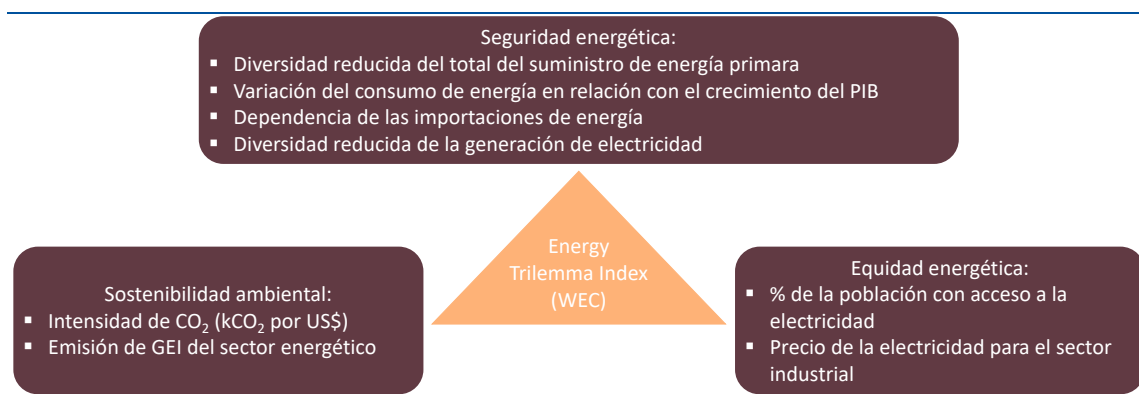 Seguridad energética:
▪ Diversidad reducida del total del suministro de energía primara
▪ Variación del consumo de energía en relación con el crecimiento del PIB
▪ Dependencia de las importaciones de energía
▪ Diversidad reducida de la generación de electricidad
Energy
Trilemma Index
(WEC)
Sostenibilidad ambiental:
▪ Intensidad de CO₂ (kCO₂ por US$)
▪ Emisión de GEI del sector energético
Equidad energética:
▪ % de la población con acceso a la
electricidad
▪ Precio de la electricidad para el sector
industrial